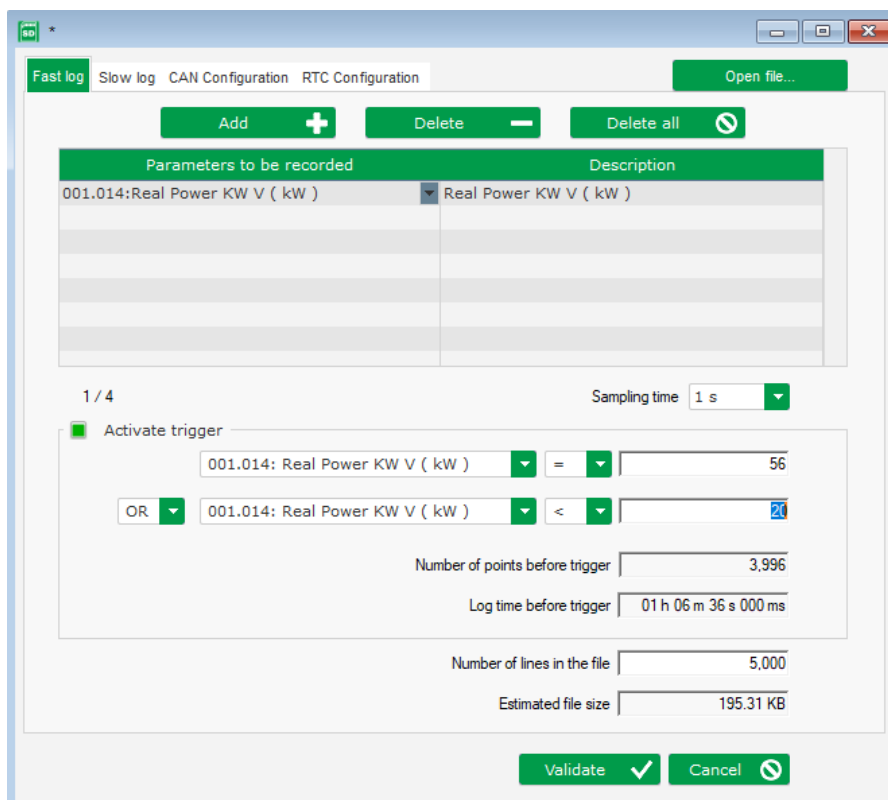 SD *
Fast log Slow log CAN Configuration RTC Configuration Open file...
Add Delete Delete all
Parameters to be recorded Description
001.014:Real Power KW V ( kW ) Real Power KW V ( kW )
1 / 4 Sampling time 1 s
Activate trigger
001.014: Real Power KW V ( kW ) = 56
OR 001.014: Real Power KW V ( kW ) < 20
Number of points before trigger 3,996
Log time before trigger 01 h 06 m 36 s 000 ms
Number of lines in the file 5,000
Estimated file size 195.31 KB
Validate Cancel